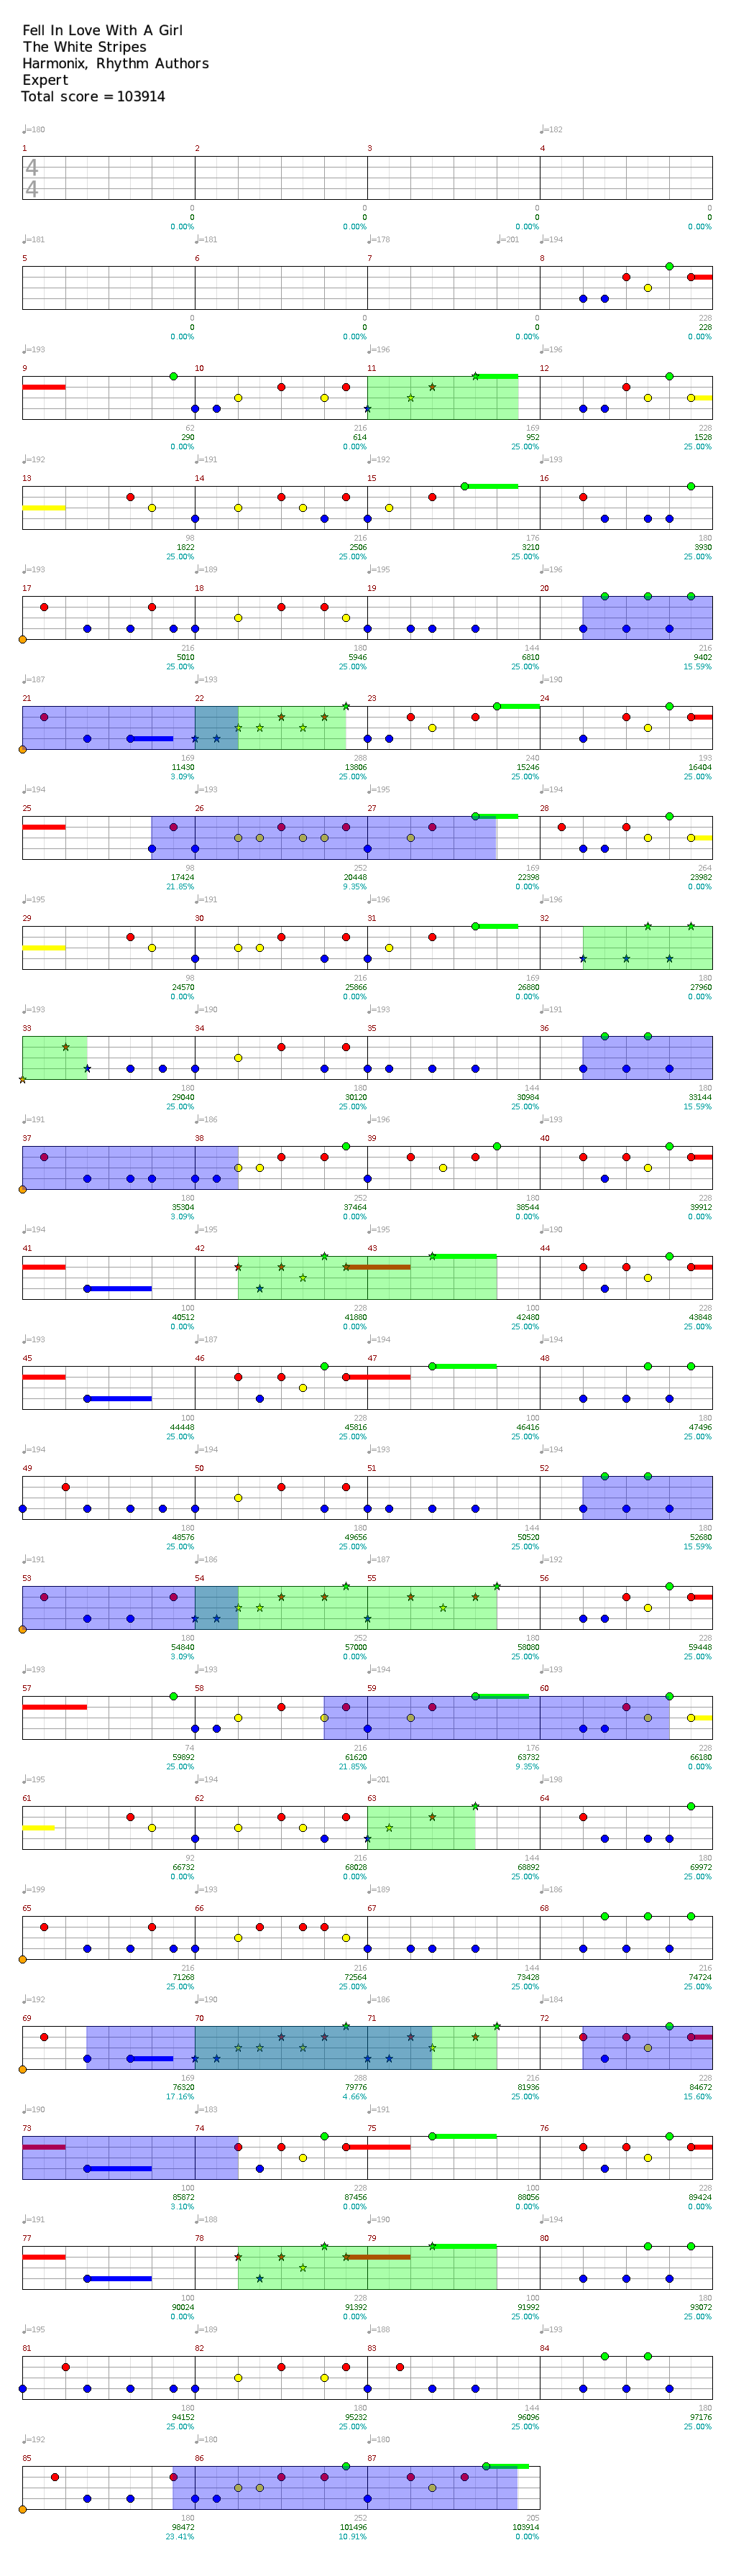 Fell In Love With A Girl
The White Stripes
Harmonix, Rhythm Authors
Expert
Total score = 103914
♩=180 ♩=182
1 2 3 4
4
4
0 0 0 0
0 0 0 0
0.00% 0.00% 0.00% 0.00%
♩=181 ♩=181 ♩=178 ♩=201 ♩=194
5 6 7 8
0 0 0 228
0 0 0 228
0.00% 0.00% 0.00% 0.00%
♩=193 ♩=196 ♩=196
9 10 11 12
62 216 169 228
290 614 952 1528
0.00% 0.00% 25.00% 25.00%
♩=192 ♩=191 ♩=192 ♩=193
13 14 15 16
98 216 176 180
1822 2506 3210 3930
25.00% 25.00% 25.00% 25.00%
♩=193 ♩=189 ♩=195 ♩=196
17 18 19 20
216 180 144 216
5010 5946 6810 9402
25.00% 25.00% 25.00% 15.59%
♩=187 ♩=193 ♩=190
21 22 23 24
169 288 240 193
11430 13806 15246 16404
3.09% 25.00% 25.00% 25.00%
♩=194 ♩=193 ♩=195 ♩=194
25 26 27 28
98 252 169 264
17424 20448 22398 23982
21.85% 9.35% 0.00% 0.00%
♩=195 ♩=191 ♩=196 ♩=196
29 30 31 32
98 216 169 180
24570 25866 26880 27960
0.00% 0.00% 0.00% 25.00%
♩=193 ♩=190 ♩=193 ♩=191
33 34 35 36
180 180 144 180
29040 30120 30984 33144
25.00% 25.00% 25.00% 15.59%
♩=191 ♩=186 ♩=196 ♩=193
37 38 39 40
180 252 180 228
35304 37464 38544 39912
3.09% 0.00% 0.00% 0.00%
♩=194 ♩=195 ♩=195 ♩=190
41 42 43 44
100 228 100 228
40512 41880 42480 43848
0.00% 0.00% 25.00% 25.00%
♩=193 ♩=187 ♩=194 ♩=194
45 46 47 48
100 228 100 180
44448 45816 46416 47496
25.00% 25.00% 25.00% 25.00%
♩=194 ♩=194 ♩=193 ♩=194
49 50 51 52
180 180 144 180
48576 49656 50520 52680
25.00% 25.00% 25.00% 15.59%
♩=191 ♩=186 ♩=187 ♩=192
53 54 55 56
180 252 180 228
54840 57000 58080 59448
3.09% 0.00% 25.00% 25.00%
♩=193 ♩=193 ♩=194 ♩=193
57 58 59 60
74 216 176 228
59892 61620 63732 66180
25.00% 21.85% 9.35% 0.00%
♩=195 ♩=194 ♩=201 ♩=198
61 62 63 64
92 216 144 180
66732 68028 68892 69972
0.00% 0.00% 25.00% 25.00%
♩=199 ♩=193 ♩=189 ♩=186
65 66 67 68
216 216 144 216
71268 72564 73428 74724
25.00% 25.00% 25.00% 25.00%
♩=192 ♩=190 ♩=186 ♩=184
69 70 71 72
169 288 216 228
76320 79776 81936 84672
17.16% 4.66% 25.00% 15.60%
♩=190 ♩=183 ♩=191 ♩=191
73 74 75 76
100 228 100 228
85872 87456 88056 89424
3.10% 0.00% 0.00% 0.00%
♩=191 ♩=188 ♩=190 ♩=194
77 78 79 80
100 228 100 180
90024 91392 91992 93072
0.00% 0.00% 25.00% 25.00%
♩=195 ♩=189 ♩=188 ♩=193
81 82 83 84
180 180 144 180
94152 95232 96096 97176
25.00% 25.00% 25.00% 25.00%
♩=192 ♩=180 ♩=180
85 86 87
180 252 205
98472 101496 103914
23.41% 10.91% 0.00%